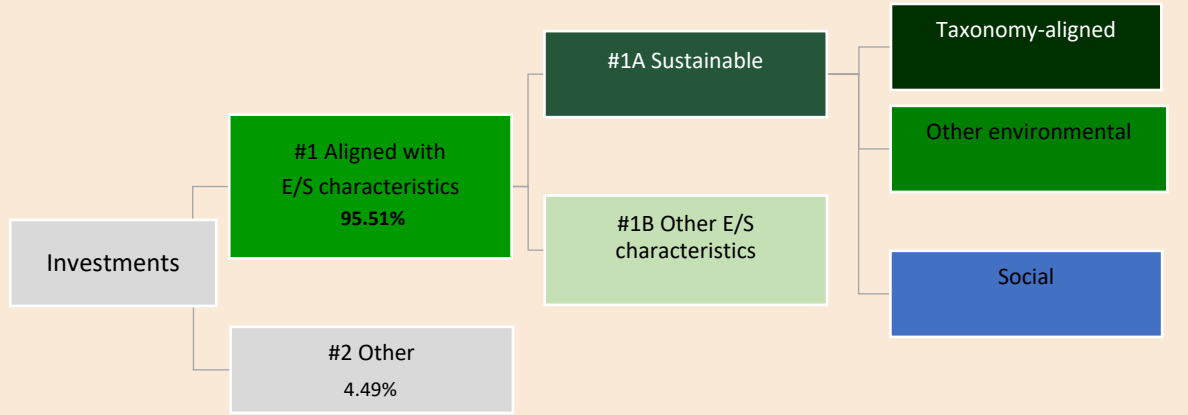 Investments
#1 Aligned with
E/S characteristics
95.51%
#2 Other
4.49%
#1A Sustainable
#1B Other E/S
characteristics
Taxonomy-aligned
Other environmental
Social